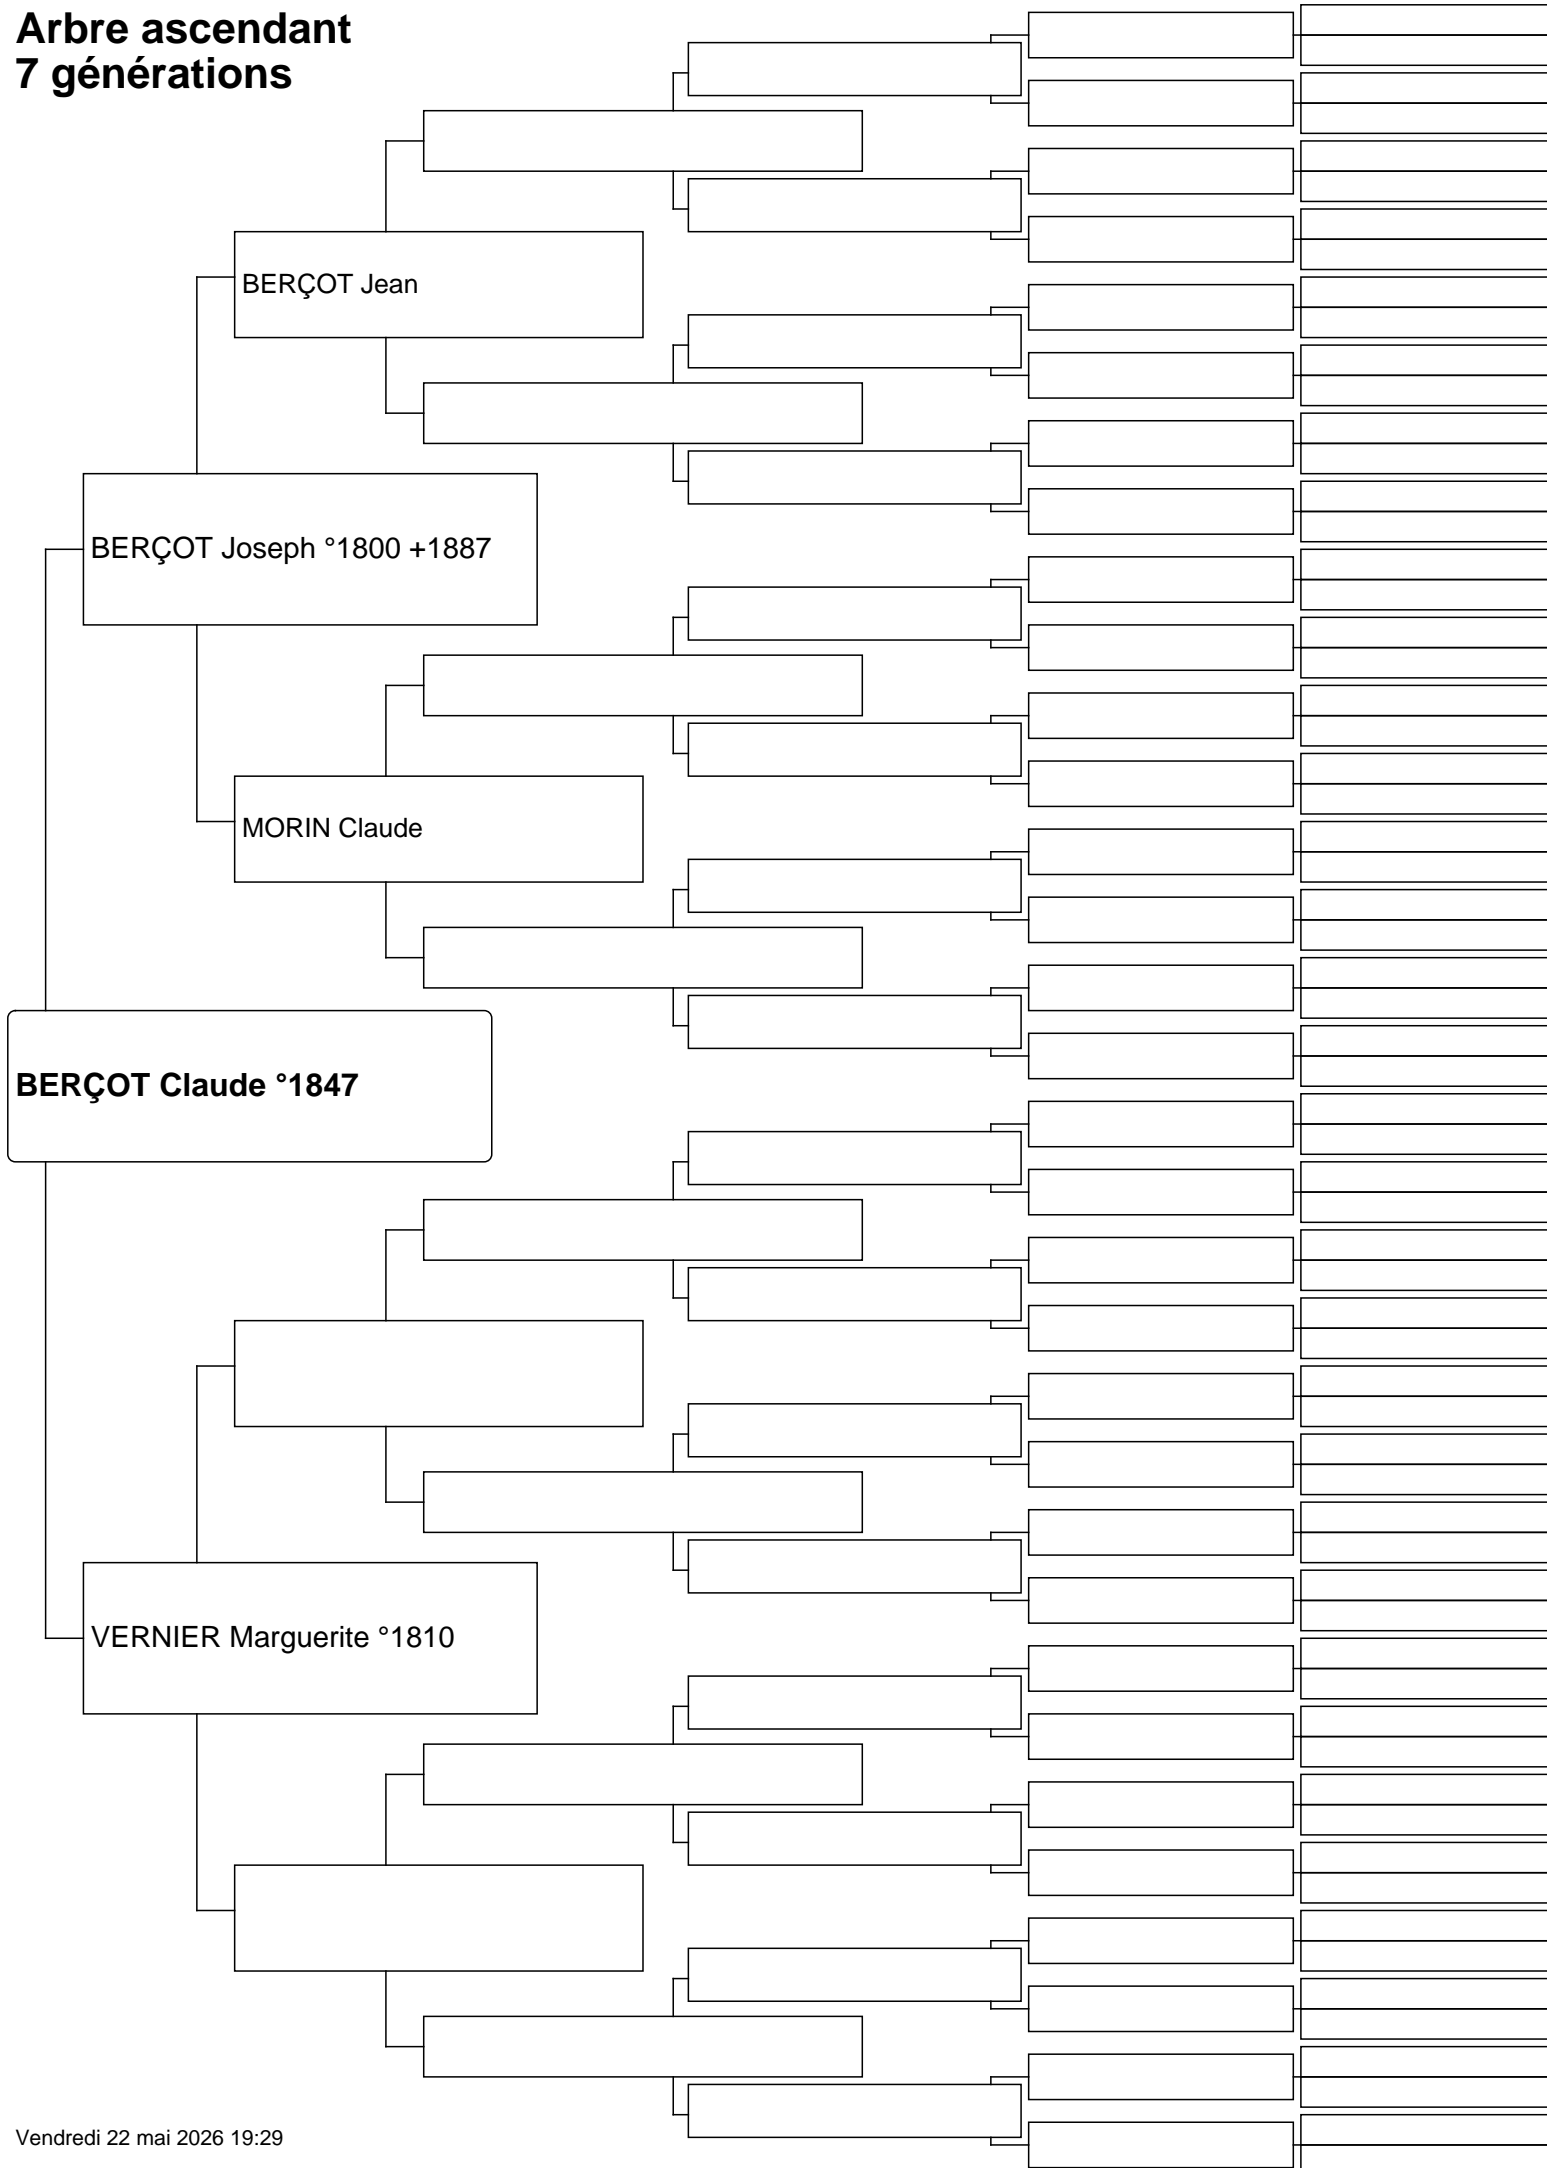 Arbre ascendant
7 générations
BERÇOT Jean
BERÇOT Joseph °1800 +1887
MORIN Claude
BERÇOT Claude °1847
VERNIER Marguerite °1810
Vendredi 22 mai 2026 19:29